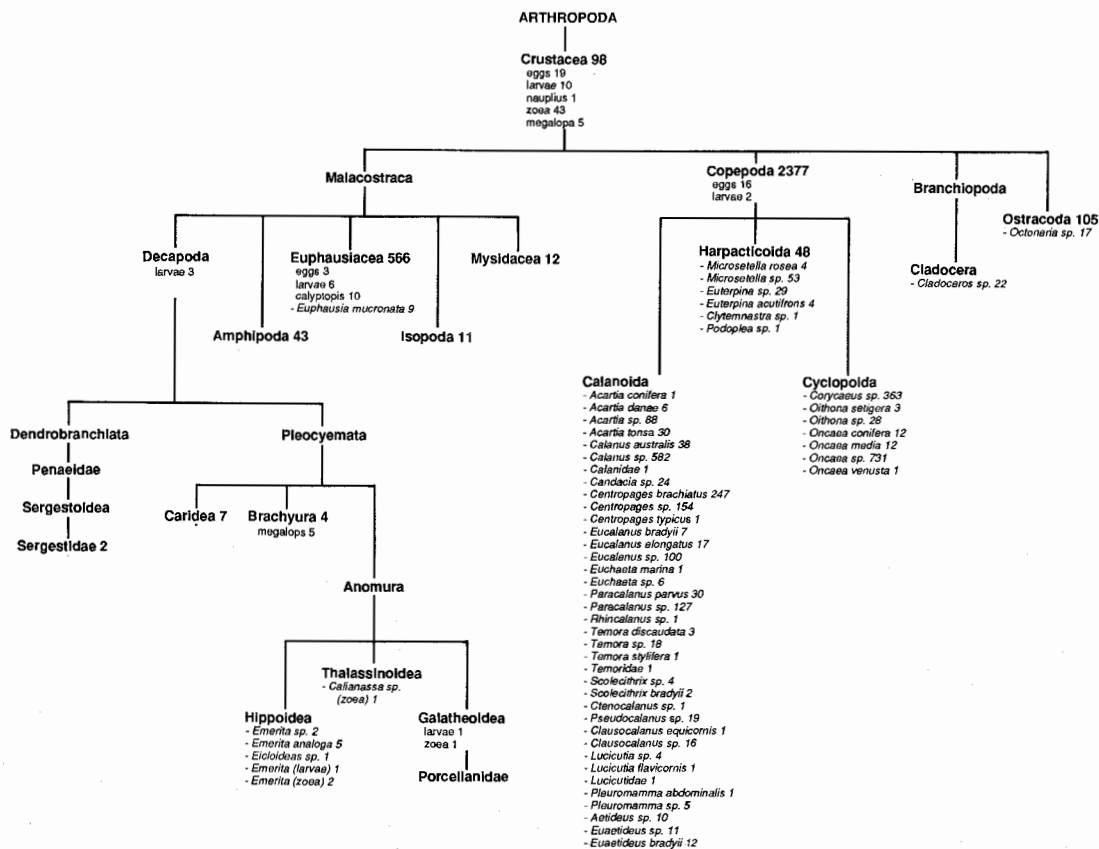 ARTHROPODA
Crustacea 98
eggs 19
larvae 10
nauplius 1
zoea 43
megalopa 5
Malacostraca
Copepoda 2377
eggs 16
larvae 2
Branchiopoda
Ostracoda 105
- Octonaria sp. 17
Decapoda
larvae 3
Euphausiacea 566
eggs 3
larvae 6
calyptopis 10
- Euphausia mucronata 9
Mysidacea 12
Harpacticoida 48
- Microsetella rosea 4
- Microsetella sp. 53
- Euterpina sp. 29
- Euterpina acutifrons 4
- Clytemnastra sp. 1
- Podoplea sp. 1
Cladocera
- Cladoceros sp. 22
Amphipoda 43
Isopoda 11
Calanoida
- Acartia conifera 1
- Acartia danae 6
- Acartia sp. 88
- Acartia tonsa 30
- Calanus australis 38
- Calanus sp. 582
- Calanidae 1
- Candacia sp. 24
- Centropages brachiatus 247
- Centropages sp. 154
- Centropages typicus 1
- Eucalanus bradyii 7
- Eucalanus elongatus 17
- Eucalenus sp. 100
- Euchaeta marina 1
- Euchaeta sp. 6
- Paracalanus parvus 30
- Paracalanus sp. 127
- Rhincalanus sp. 1
- Temora discaudata 3
- Temora sp. 18
- Temora stylifera 1
- Temoridae 1
- Scolecithrix sp. 4
- Scolecithrix bradyii 2
- Ctenocalanus sp. 1
- Pseudocalanus sp. 19
- Clausocalanus equicornis 1
- Clausocalanus sp. 16
- Lucicutia sp. 4
- Lucicutia flavicornis 1
- Lucicutidae 1
- Pleuromamma abdominalis 1
- Pleuromamma sp. 5
- Aetideus sp. 10
- Euaetideus sp. 11
- Euaetideus bradyii 12
Cyclopoida
- Corycaeus sp. 363
- Oithona setigera 3
- Oithona sp. 28
- Oncaea conifera 12
- Oncaea media 12
- Oncaea sp. 731
- Oncaea venusta 1
Dendrobranchiata
Penaeidae
Sergestoidea
Sergestidae 2
Pleocyemata
Caridea 7
Brachyura 4
megalops 5
Anomura
Thalassinoidea
- Calianassa sp.
(zoea) 1
Hippoidea
- Emerita sp. 2
- Emerita analoga 5
- Eicloideas sp. 1
- Emerita (larvae) 1
- Emerita (zoea) 2
Galatheoidea
larvae 1
zoea 1
Porcellanidae